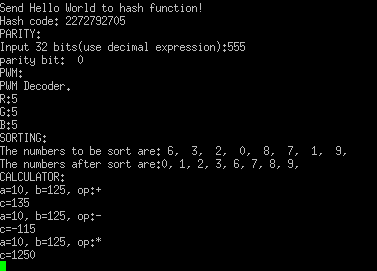 Send Hello World to hash function!
Hash code: 2272792705
PARITY:
Input 32 bits(use decimal expression):555
parity bit:  0
PWM:
PWM Decoder.
R:5
G:5
B:5
SORTING:
The numbers to be sort are: 6,  3,  2,  0,  8,  7,  1,  9,
The numbers after sort are:0, 1, 2, 3, 6, 7, 8, 9,
CALCULATOR:
a=10, b=125, op:+
c=135
a=10, b=125, op:-
c=-115
a=10, b=125, op:*
c=1250